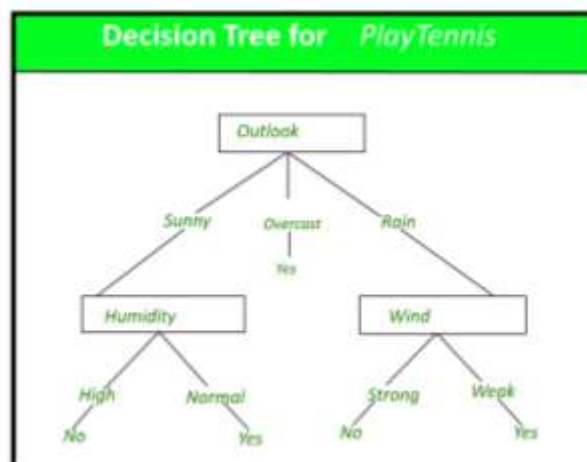 Decision Tree for PlayTennis
Outlook
Sunny Overcast Rain
Yes
Humidity Wind
High Normal Strong Weak
No Yes No Yes